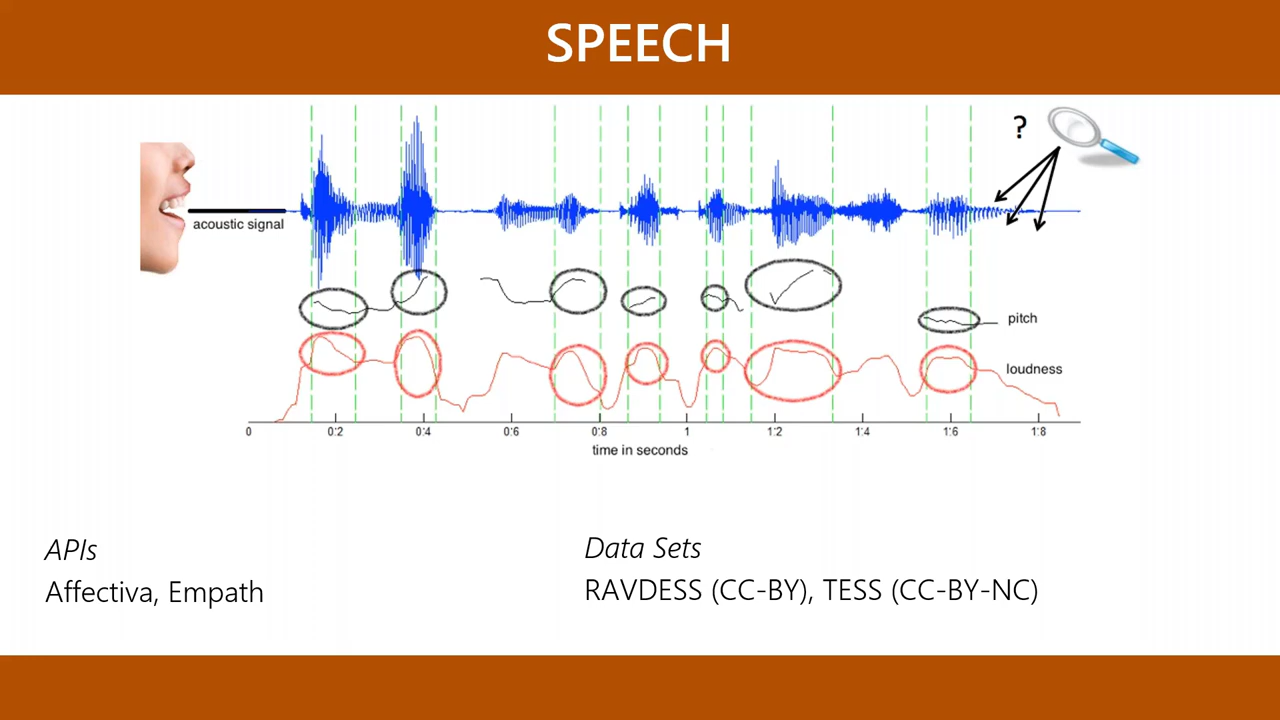 SPEECH
?
acoustic signal
pitch
loudness
0 0:2 0:4 0:6 0:8 1 1:2 1:4 1:6 1:8
time in seconds
APIs
Affectiva, Empath
Data Sets
RAVDESS (CC-BY), TESS (CC-BY-NC)